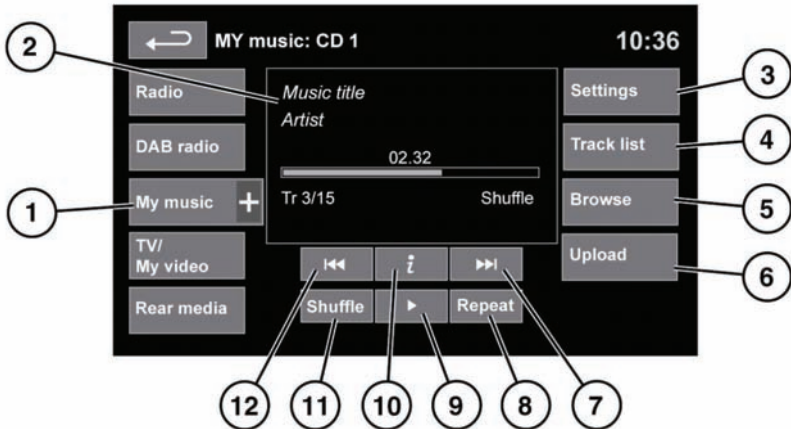 MY music: CD 1
10:36
Radio
DAB radio
My music +
TV/
My video
Rear media
Music title
Artist
02.32
Tr 3/15
Shuffle
Settings
Track list
Browse
Upload
i
Shuffle
Repeat
1
2
3
4
5
6
7
8
9
10
11
12